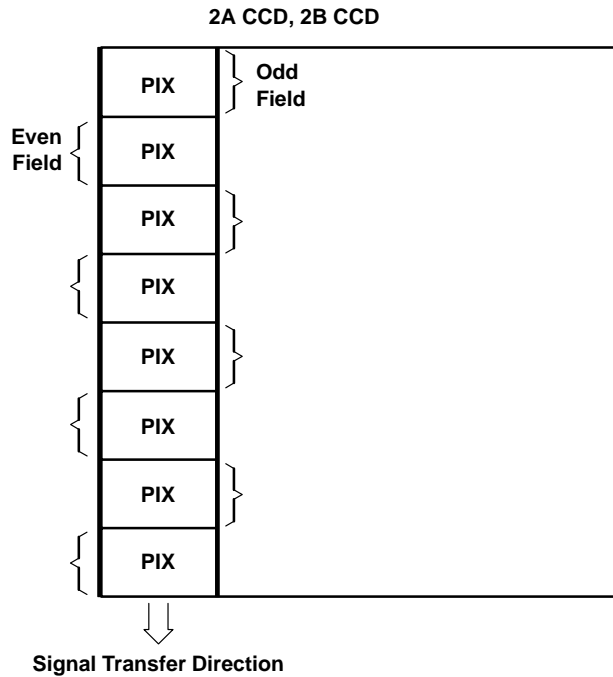 2A CCD, 2B CCD
PIX
Odd
Field
Even
Field
PIX
PIX
PIX
PIX
PIX
PIX
PIX
Signal Transfer Direction